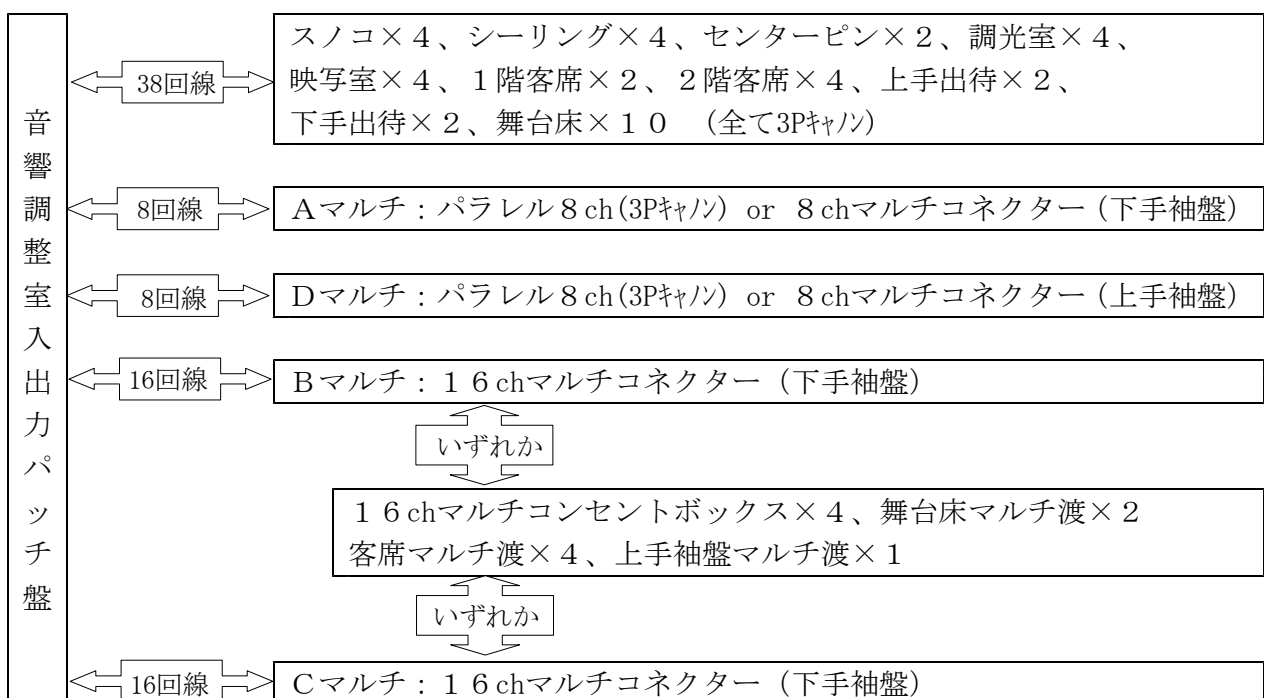 音響調整室入出力パッチ盤
38回線
スノコ×４、シーリング×４、センターピン×２、調光室×４、
映写室×４、１階客席×２、２階客席×４、上手出待×２、
下手出待×２、舞台床×１０　（全て3Pｷｬﾉﾝ）
8回線
Ａマルチ：パラレル８ch(3Pｷｬﾉﾝ) or ８chマルチコネクター（下手袖盤）
8回線
Ｄマルチ：パラレル８ch(3Pｷｬﾉﾝ) or ８chマルチコネクター（上手袖盤）
16回線
Ｂマルチ：１６chマルチコネクター（下手袖盤）
いずれか
１６chマルチコンセントボックス×４、舞台床マルチ渡×２
客席マルチ渡×４、上手袖盤マルチ渡×１
いずれか
16回線
Ｃマルチ：１６chマルチコネクター（下手袖盤）